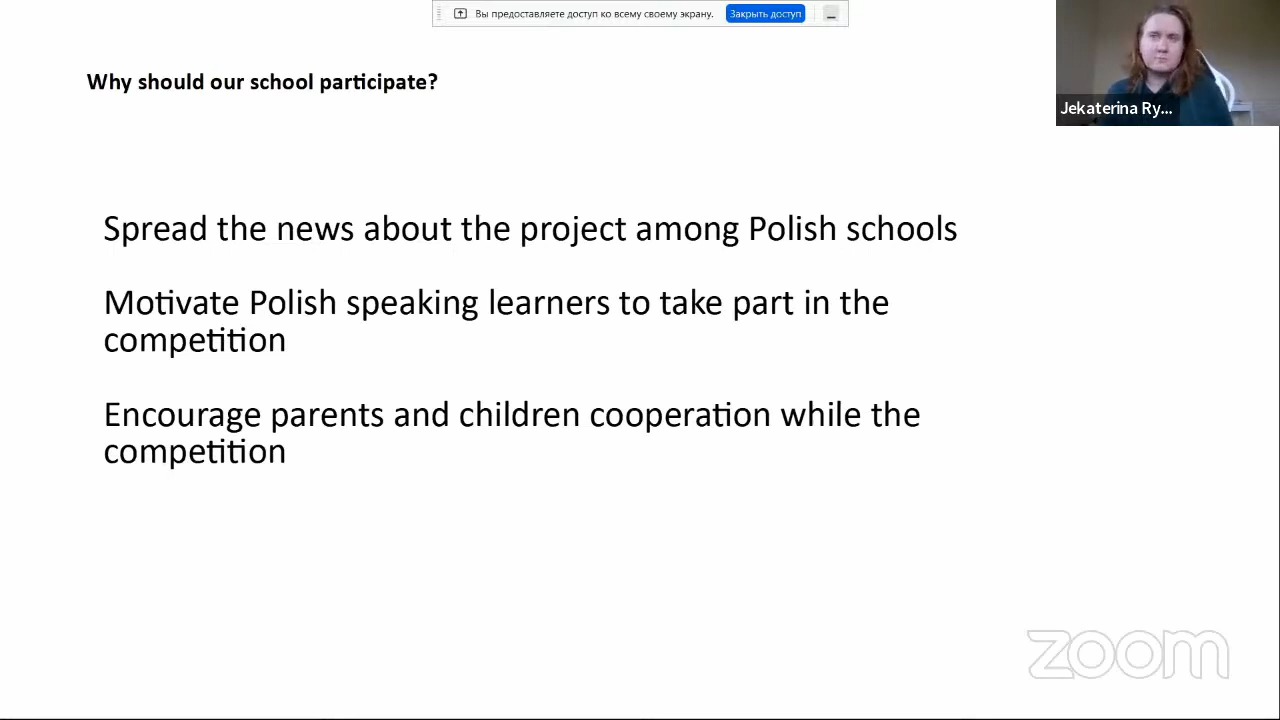 Вы предоставляете доступ ко всему своему экрану. Закрыть доступ
Why should our school participate?
Jekaterina Ry...
Spread the news about the project among Polish schools
Motivate Polish speaking learners to take part in the
competition
Encourage parents and children cooperation while the
competition
zoom